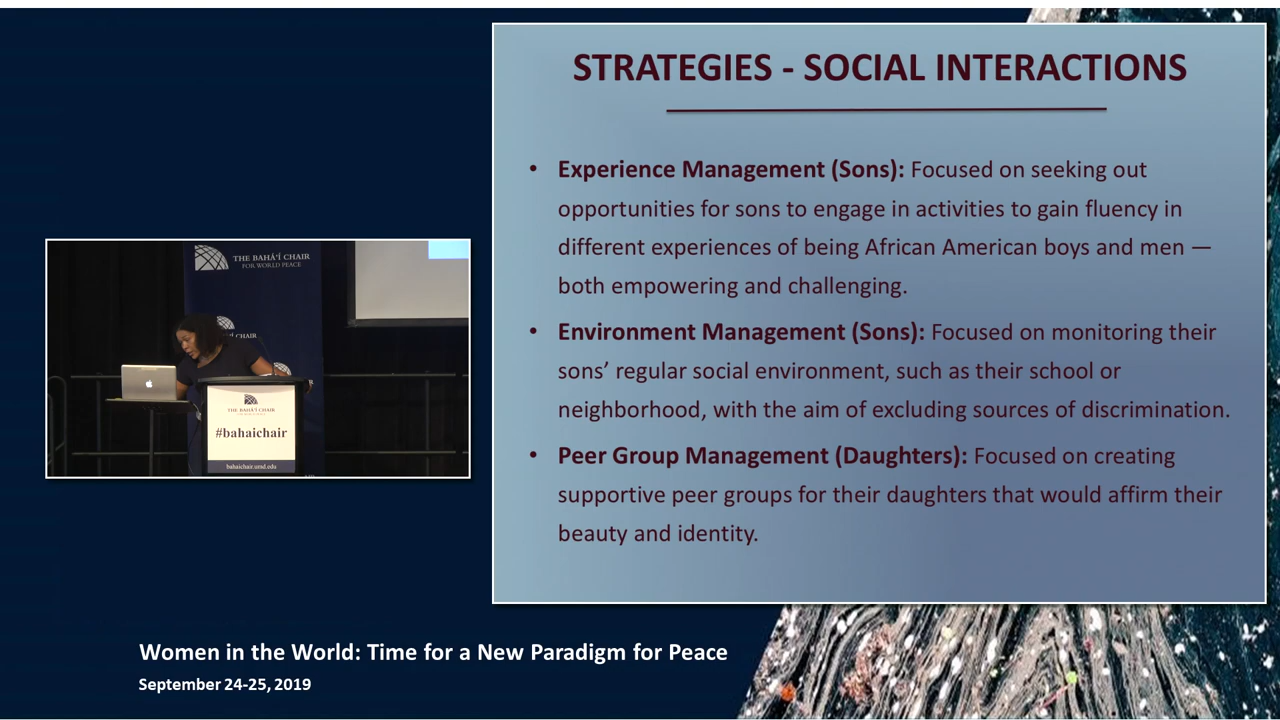 STRATEGIES - SOCIAL INTERACTIONS
• Experience Management (Sons): Focused on seeking out
opportunities for sons to engage in activities to gain fluency in
different experiences of being African American boys and men —
both empowering and challenging.
• Environment Management (Sons): Focused on monitoring their
sons’ regular social environment, such as their school or
neighborhood, with the aim of excluding sources of discrimination.
• Peer Group Management (Daughters): Focused on creating
supportive peer groups for their daughters that would affirm their
beauty and identity.
THE BAHÁ’Í CHAIR
FOR WORLD PEACE
THE BAHÁ’Í CHAIR
#bahaichair
bahaichair.umd.edu
Women in the World: Time for a New Paradigm for Peace
September 24-25, 2019